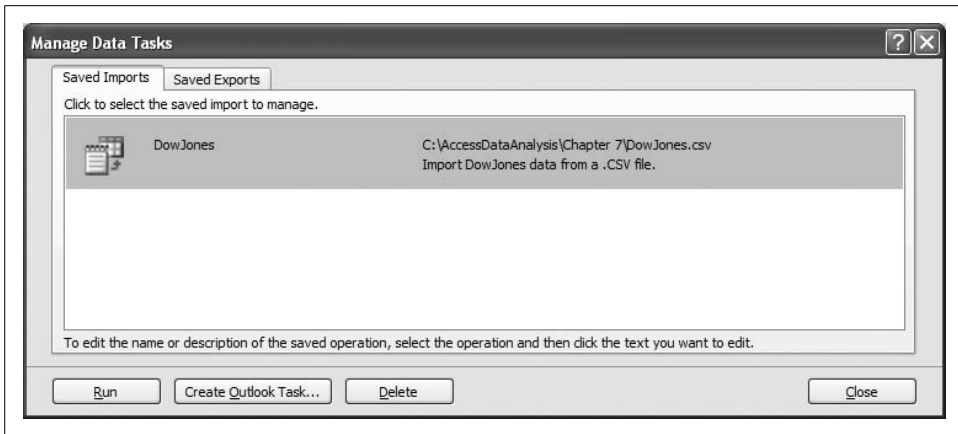 Manage Data Tasks
Saved Imports Saved Exports
Click to select the saved import to manage.
DowJones C:\AccessDataAnalysis\Chapter 7\DowJones.csv
Import DowJones data from a .CSV file.
To edit the name or description of the saved operation, select the operation and then click the text you want to edit.
Run Create Outlook Task... Delete Close